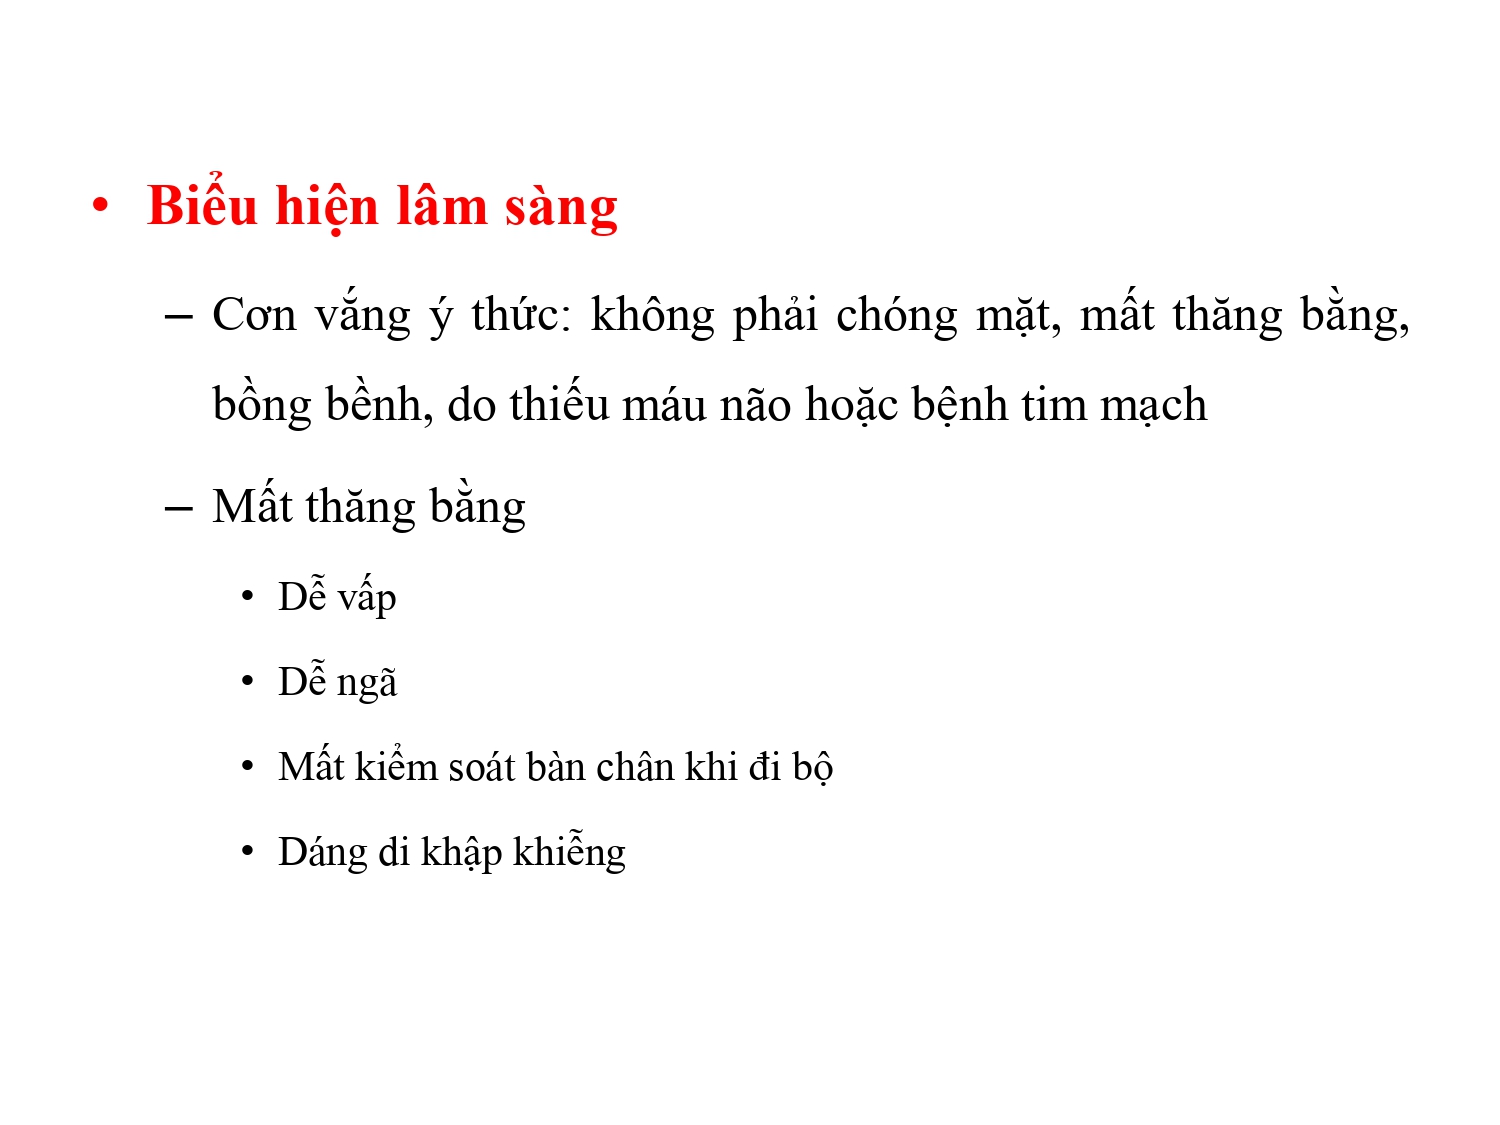 • Biểu hiện lâm sàng
– Cơn vắng ý thức: không phải chóng mặt, mất thăng bằng,
bồng bềnh, do thiếu máu não hoặc bệnh tim mạch
– Mất thăng bằng
• Dễ vấp
• Dễ ngã
• Mất kiểm soát bàn chân khi đi bộ
• Dáng di khập khiễng